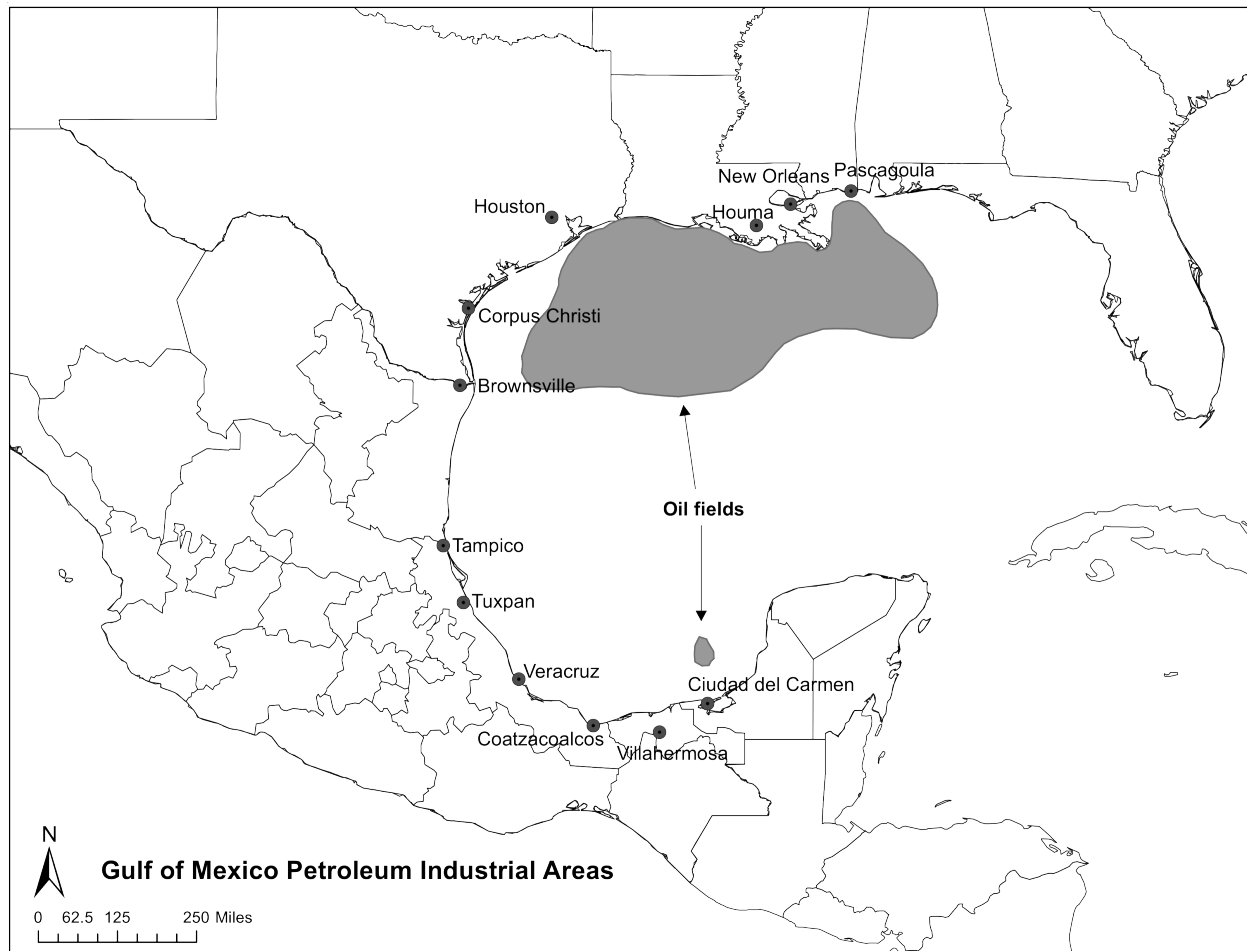 New Orleans
Pascagoula
Houston
Houma
Corpus Christi
Brownsville
Oil fields
Tampico
Tuxpan
Veracruz
Ciudad del Carmen
Coatzacoalcos
Villahermosa
N
Gulf of Mexico Petroleum Industrial Areas
0 62.5 125 250 Miles